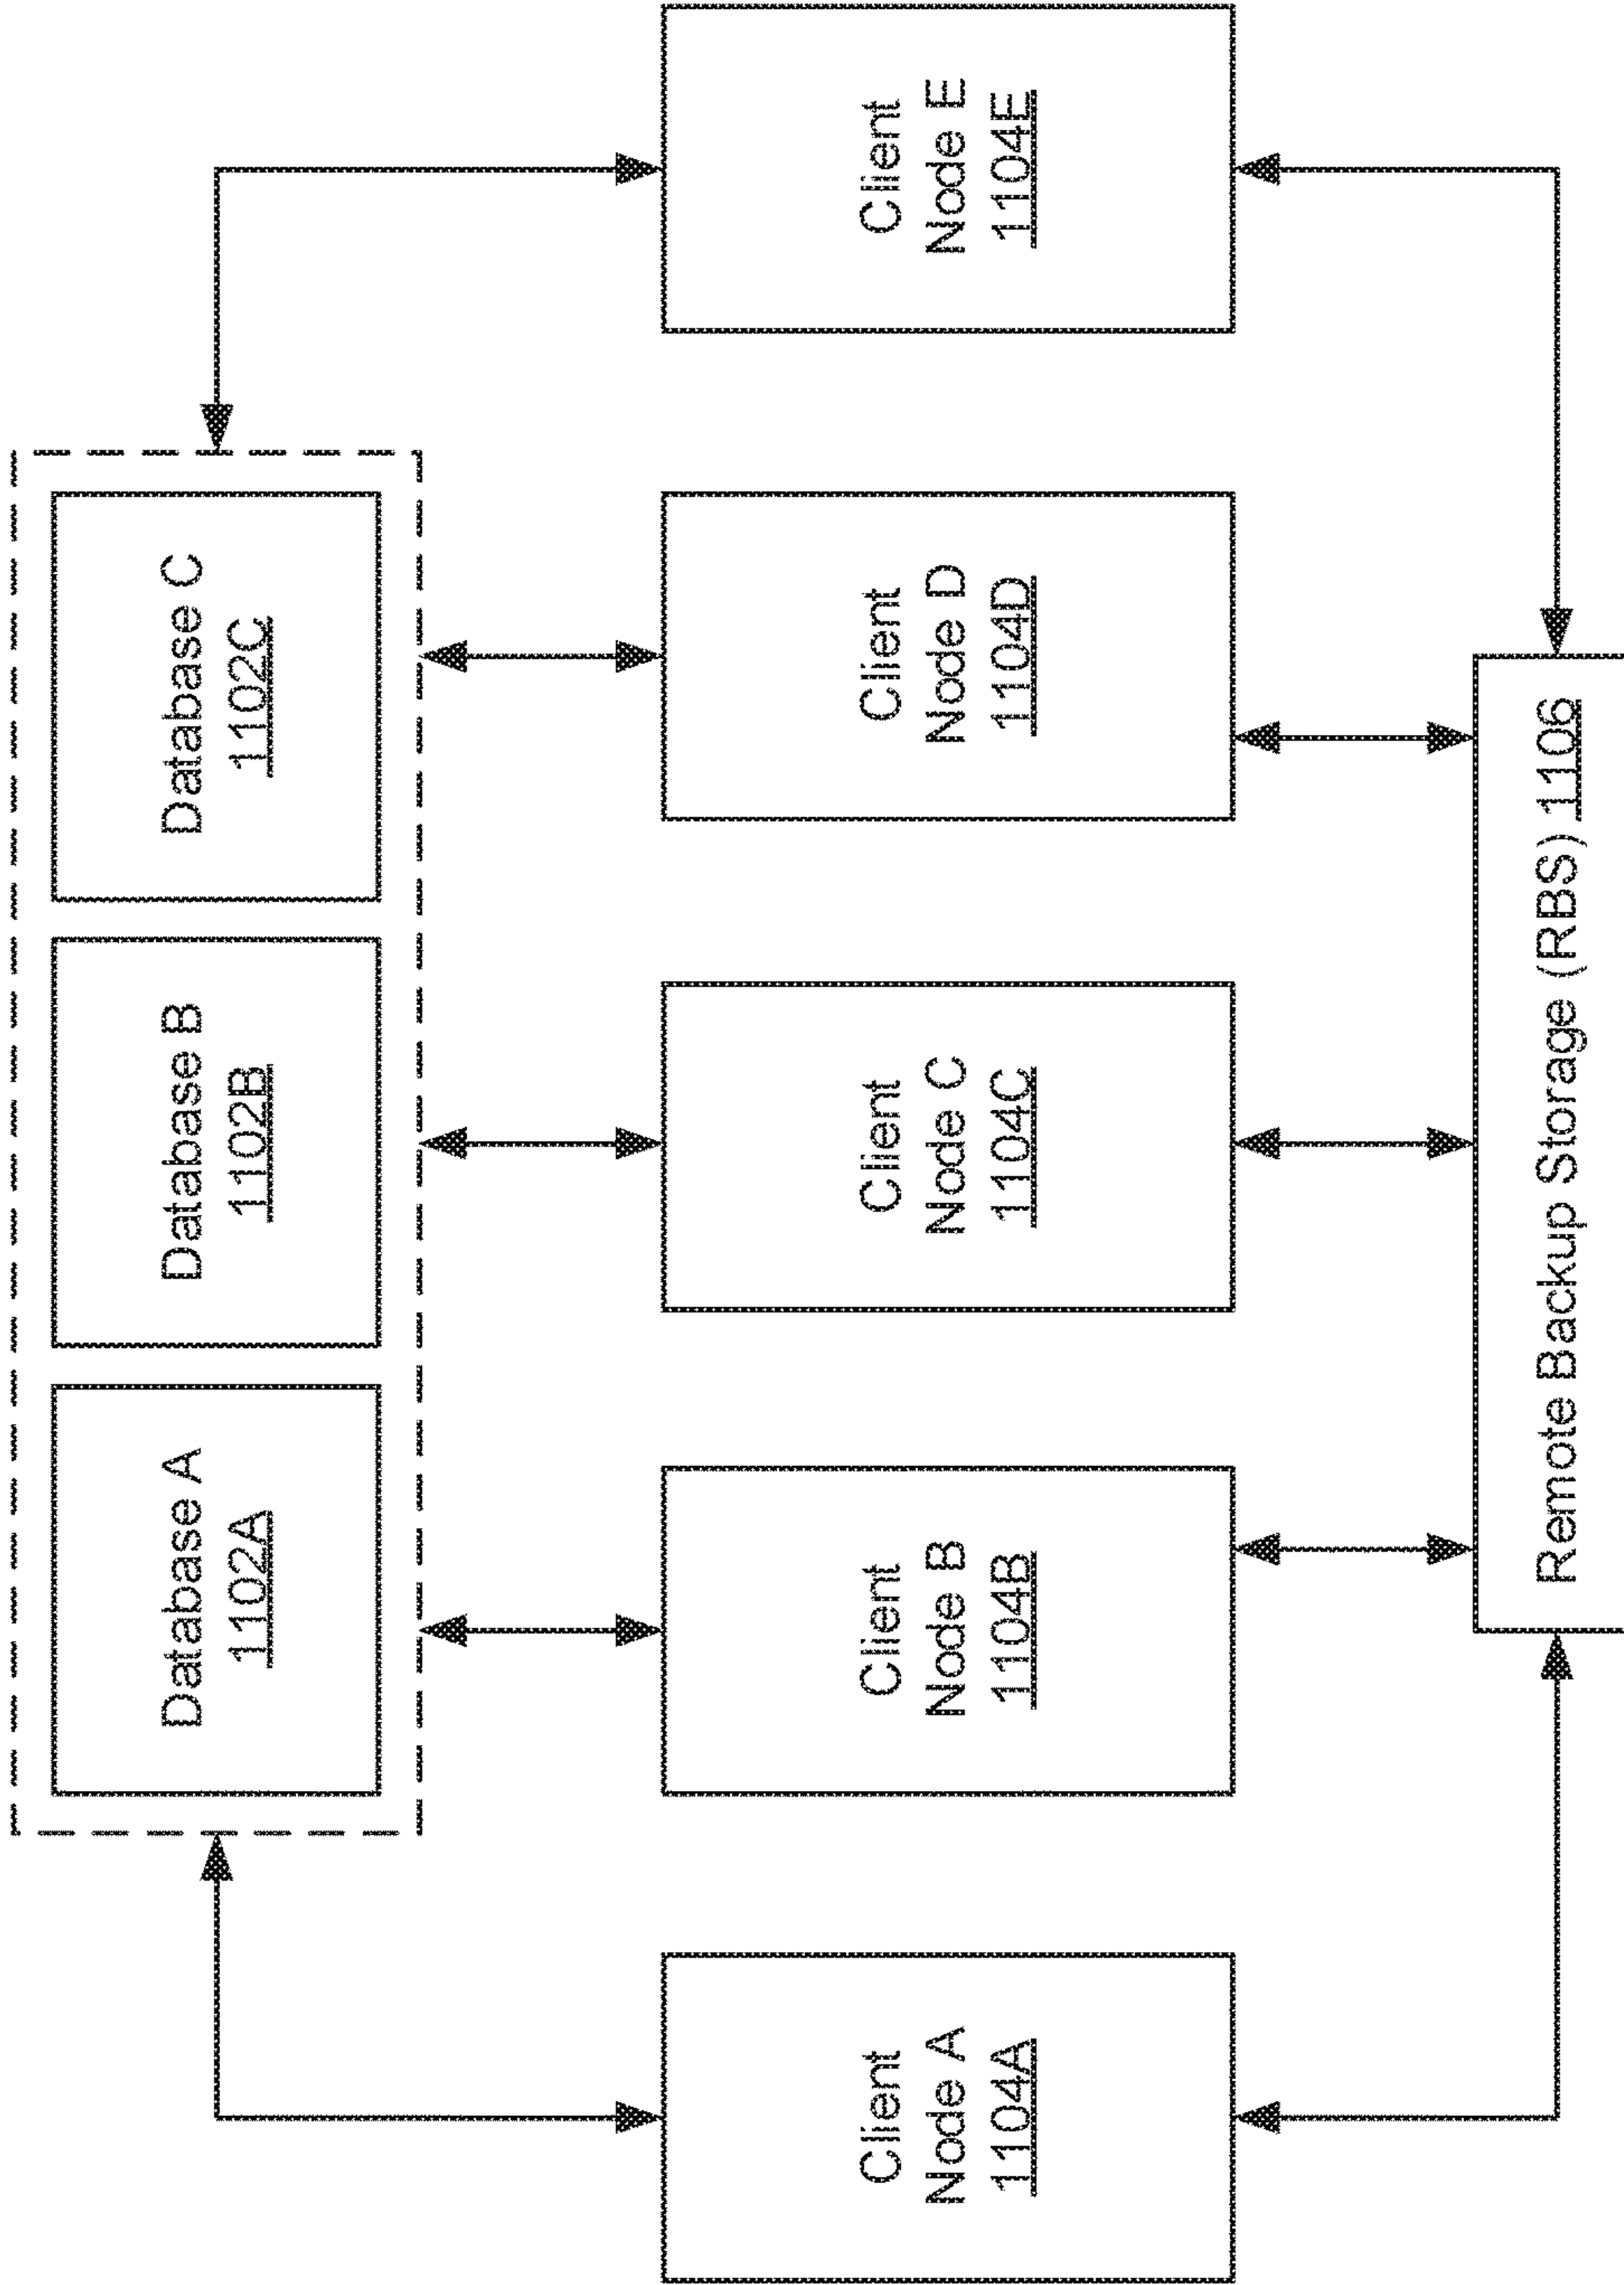 Database A
1102A
Database B
1102B
Database C
1102C
Client
Node A
1104A
Client
Node B
1104B
Client
Node C
1104C
Client
Node D
1104D
Client
Node E
1104E
Remote Backup Storage (RBS) 1106